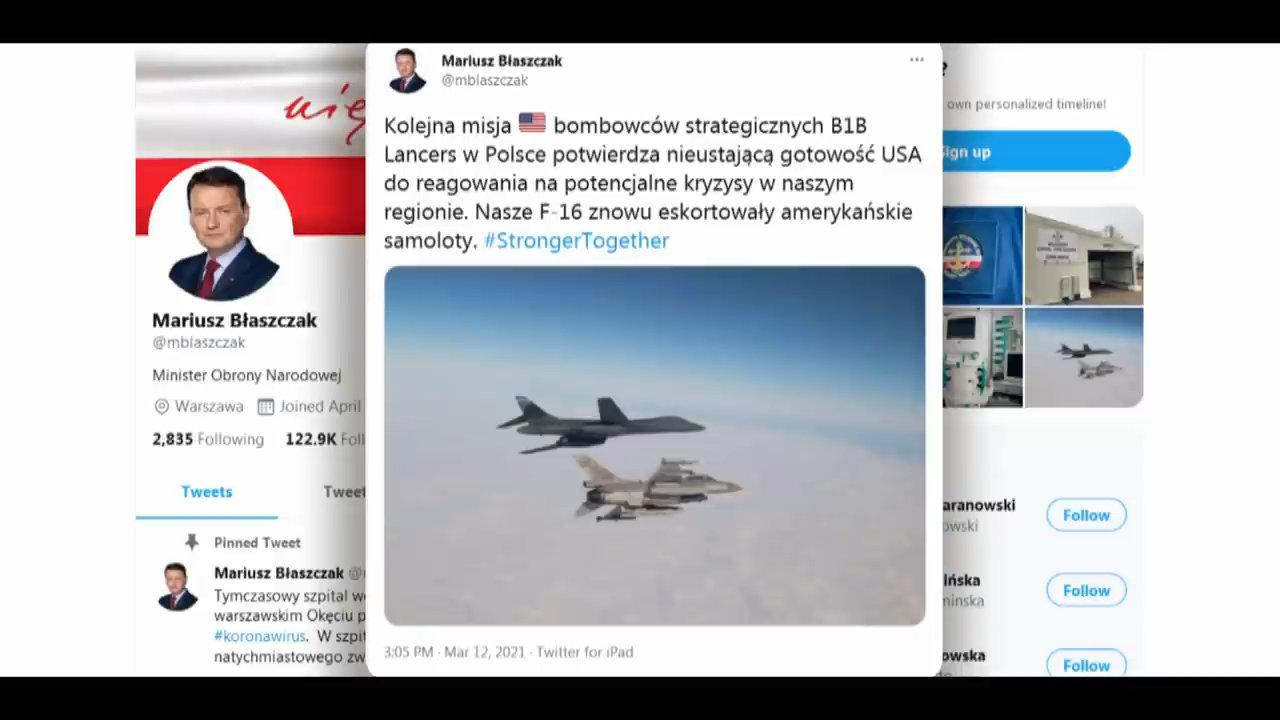 Mariusz Błaszczak
@mblaszczak
Kolejna misja 🇺🇸 bombowców strategicznych B1B
Lancers w Polsce potwierdza nieustającą gotowość USA
do reagowania na potencjalne kryzysy w naszym
regionie. Nasze F-16 znowu eskortowały amerykańskie
samoloty. #StrongerTogether
3:05 PM · Mar 12, 2021 · Twitter for iPad
Mariusz Błaszczak
@mblaszczak
Minister Obrony Narodowej
Warszawa Joined April
2,835 Following 122.9K
Tweets
Pinned Tweet
Mariusz Błaszczak
Tymczasowy szpital
warszawskim Okęciu
#koronawirus. W
natychmiastowego
own personalized timeline!
Sign up
Follow
Follow
Follow